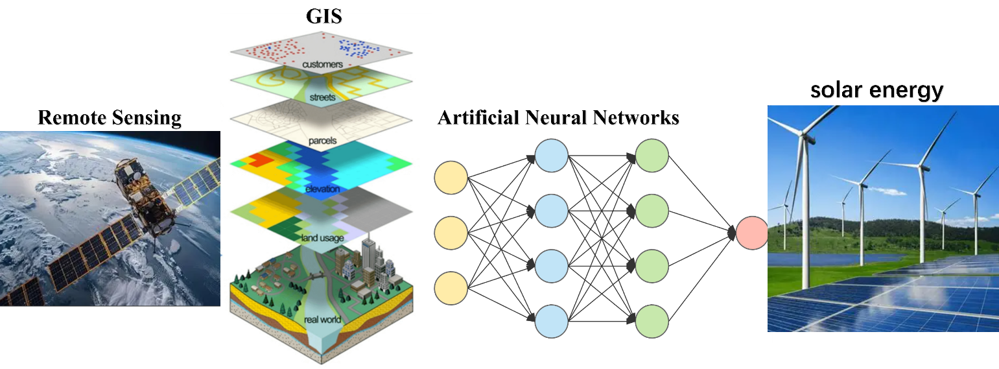 GIS
customers
streets
parcels
elevation
land usage
real world
Remote Sensing
Artificial Neural Networks
solar energy